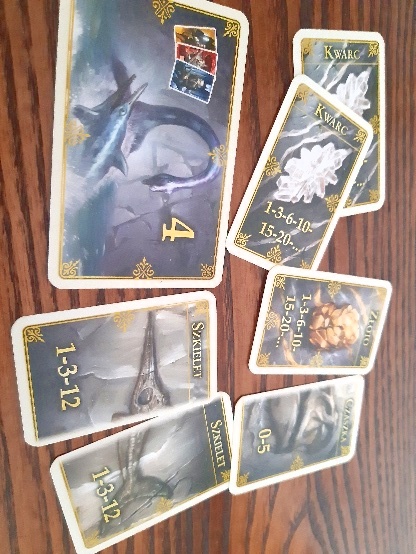 4
KWARC
KWARC
1-3-6-10-
15-20-...
ZŁOTO
1-3-6-10-
15-20-...
SZKIELET
1-3-12
SZKIELET
1-3-12
CZASZKA
0-5